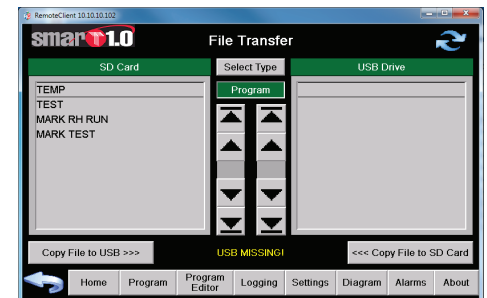 RemoteClient 10.10.10.102
smarT1.0
File Transfer
SD Card
Select Type
USB Drive
Program
TEMP
TEST
MARK RH RUN
MARK TEST
Copy File to USB >>>
USB MISSING!
<<< Copy File to SD Card
Home
Program
Program Editor
Logging
Settings
Diagram
Alarms
About